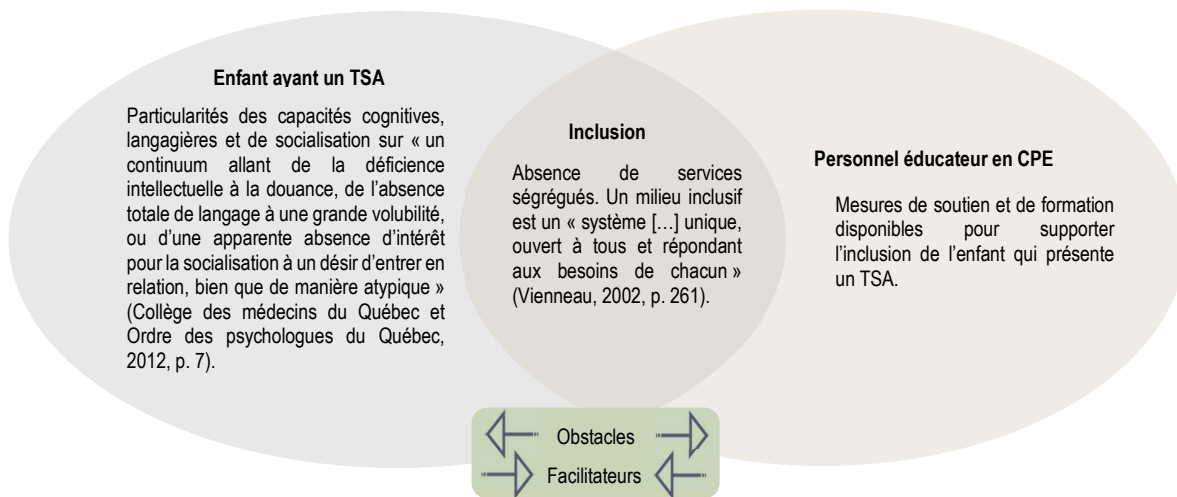 Enfant ayant un TSA
Particularités des capacités cognitives,
langagières et de socialisation sur « un
continuum allant de la déficience
intellectuelle à la douance, de l'absence
totale de langage à une grande volubilité,
ou d'une apparente absence d'intérêt
pour la socialisation à un désir d'entrer en
relation, bien que de manière atypique »
(Collège des médecins du Québec et
Ordre des psychologues du Québec,
2012, p. 7).
Inclusion
Absence de services
ségrégués. Un milieu inclusif
est un « système [...] unique,
ouvert à tous et répondant
aux besoins de chacun »
(Vienneau, 2002, p. 261).
Personnel éducateur en CPE
Mesures de soutien et de formation
disponibles pour supporter
l'inclusion de l'enfant qui présente
un TSA.
Obstacles
Facilitateurs